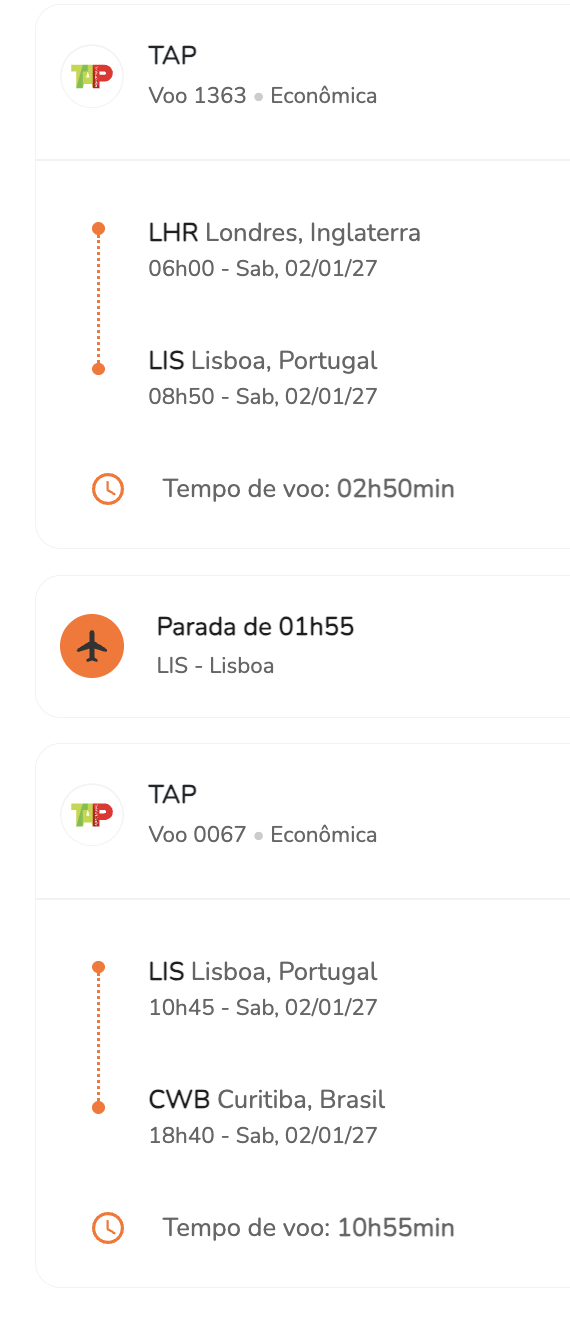 TAP
TAP
Voo 1363 • Econômica
LHR Londres, Inglaterra
06h00 - Sab, 02/01/27
LIS Lisboa, Portugal
08h50 - Sab, 02/01/27
Tempo de voo: 02h50min
Parada de 01h55
LIS - Lisboa
TAP
TAP
Voo 0067 • Econômica
LIS Lisboa, Portugal
10h45 - Sab, 02/01/27
CWB Curitiba, Brasil
18h40 - Sab, 02/01/27
Tempo de voo: 10h55min